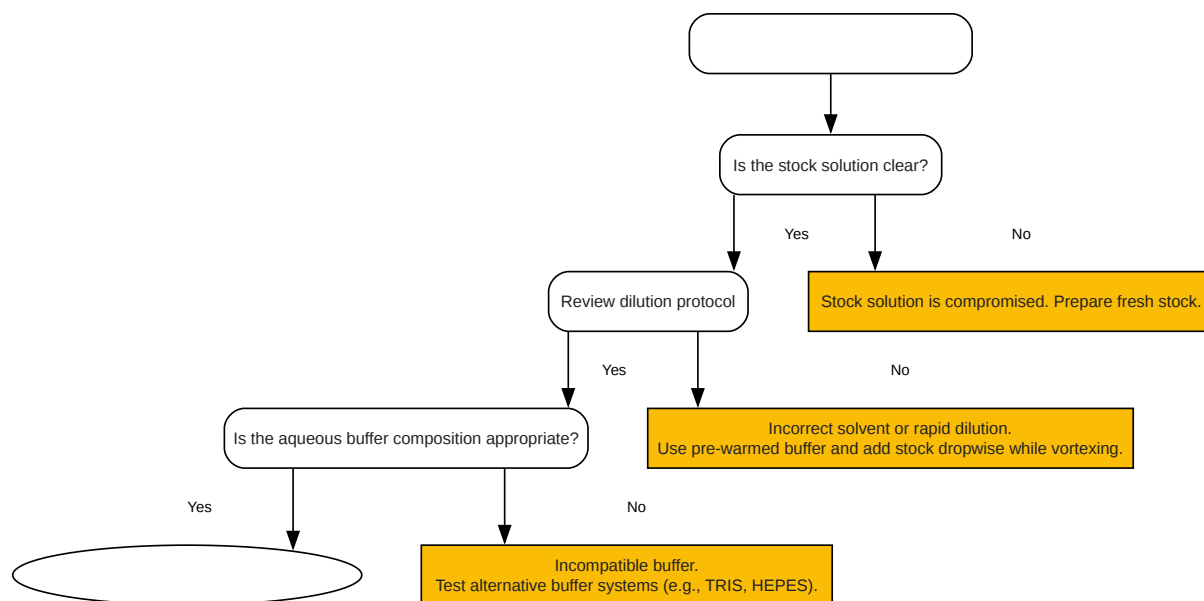 Is the stock solution clear?
Yes
No
Review dilution protocol
Stock solution is compromised. Prepare fresh stock.
Yes
No
Is the aqueous buffer composition appropriate?
Incorrect solvent or rapid dilution.
Use pre-warmed buffer and add stock dropwise while vortexing.
Yes
No
Incompatible buffer.
Test alternative buffer systems (e.g., TRIS, HEPES).